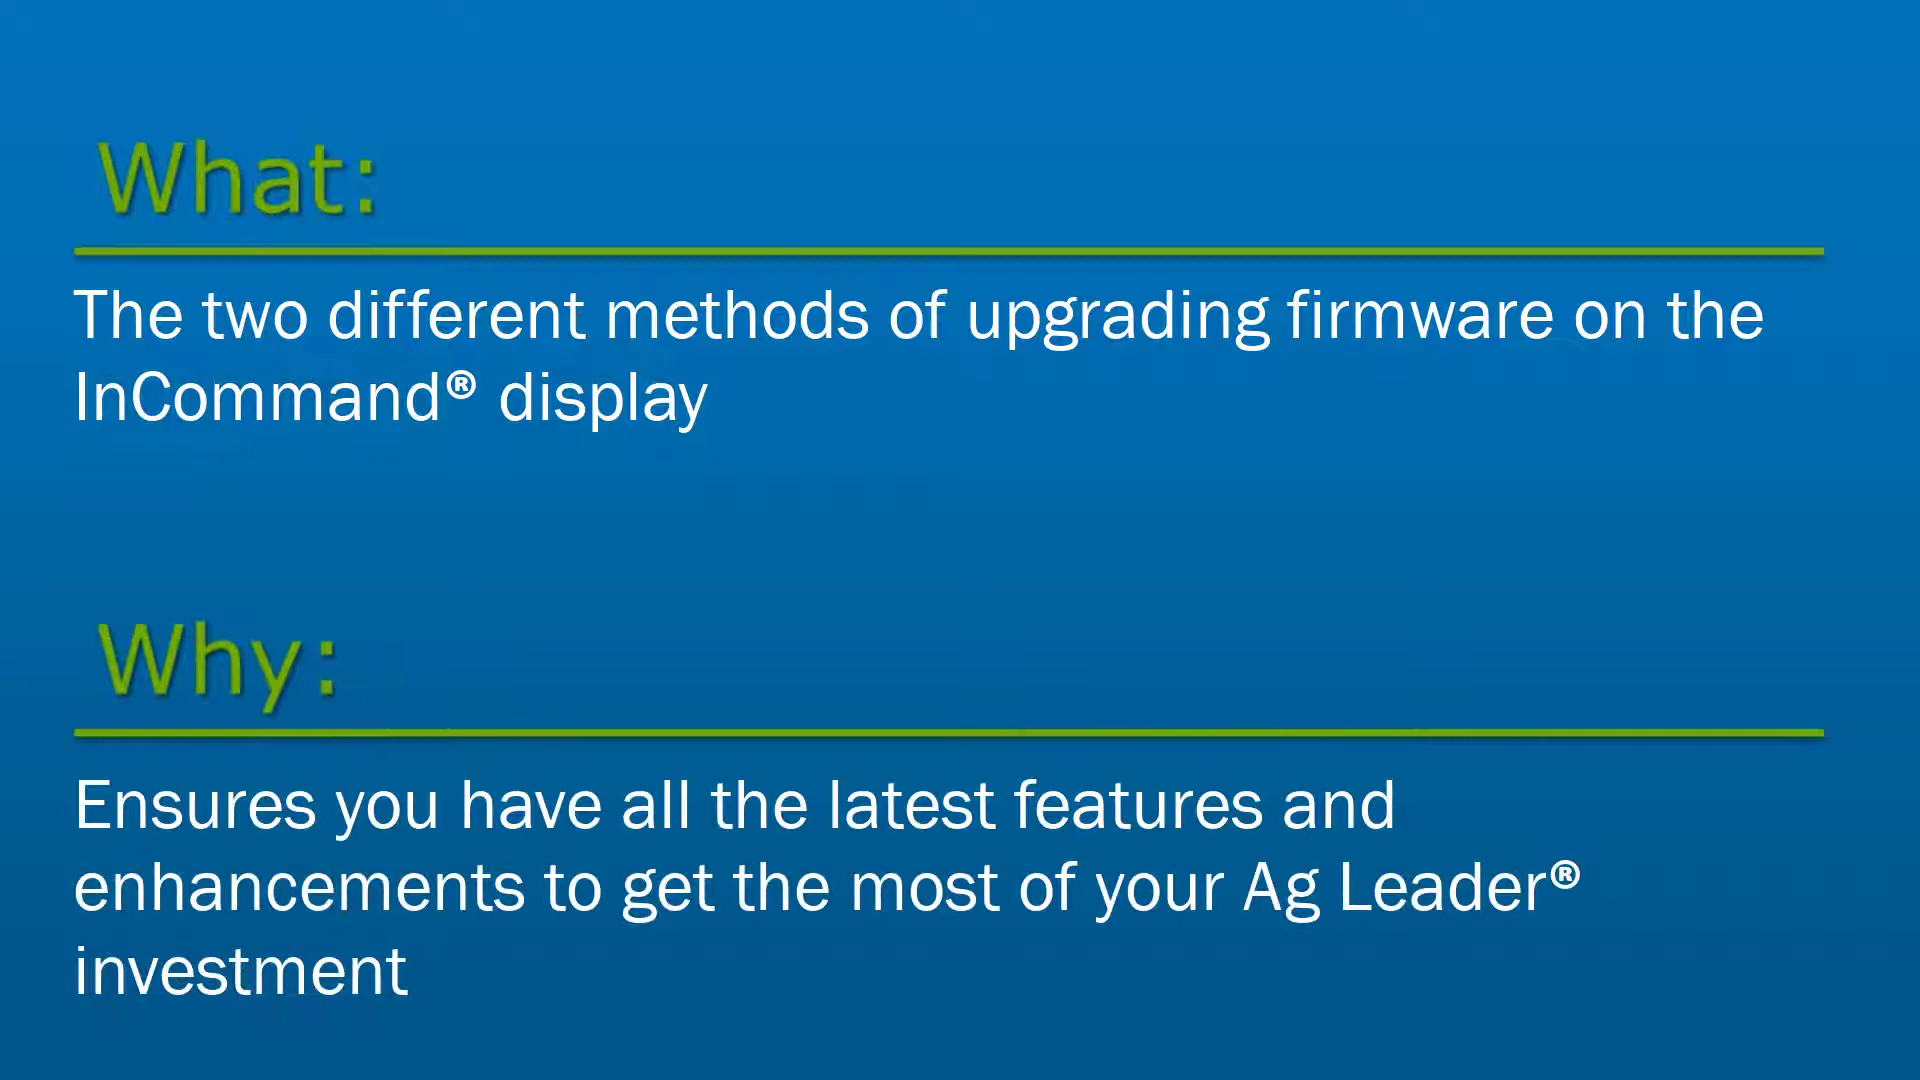 What:
The two different methods of upgrading firmware on the
InCommand® display
Why:
Ensures you have all the latest features and
enhancements to get the most of your Ag Leader®
investment